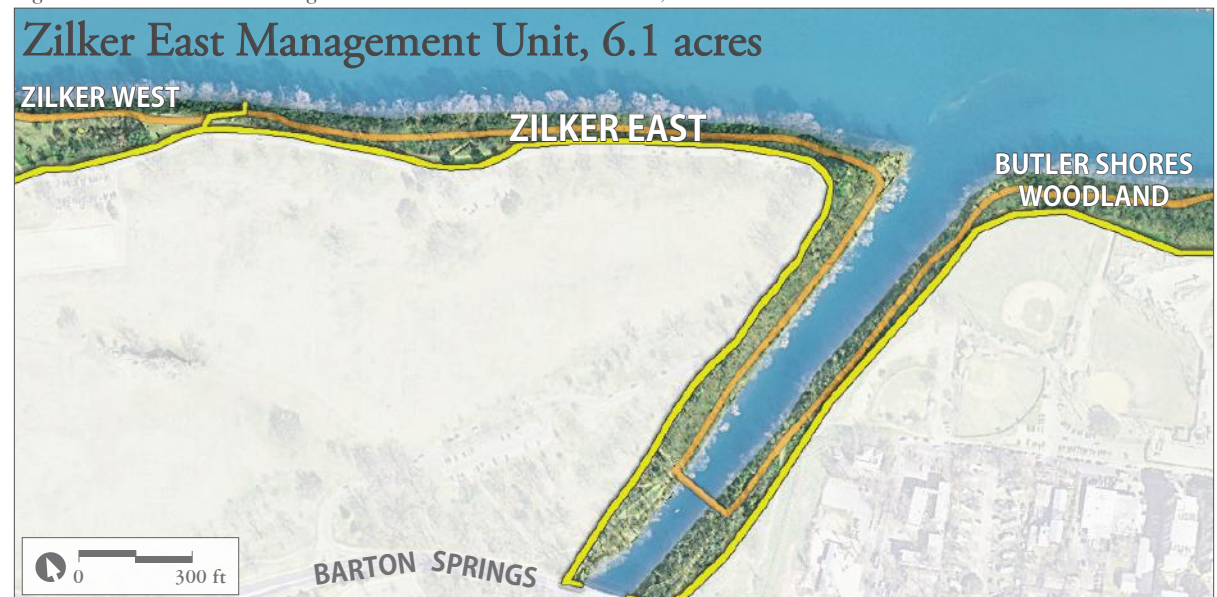 Zilker East Management Unit, 6.1 acres
ZILKER WEST
ZILKER EAST
BUTLER SHORES
WOODLAND
BARTON SPRINGS
0 300 ft